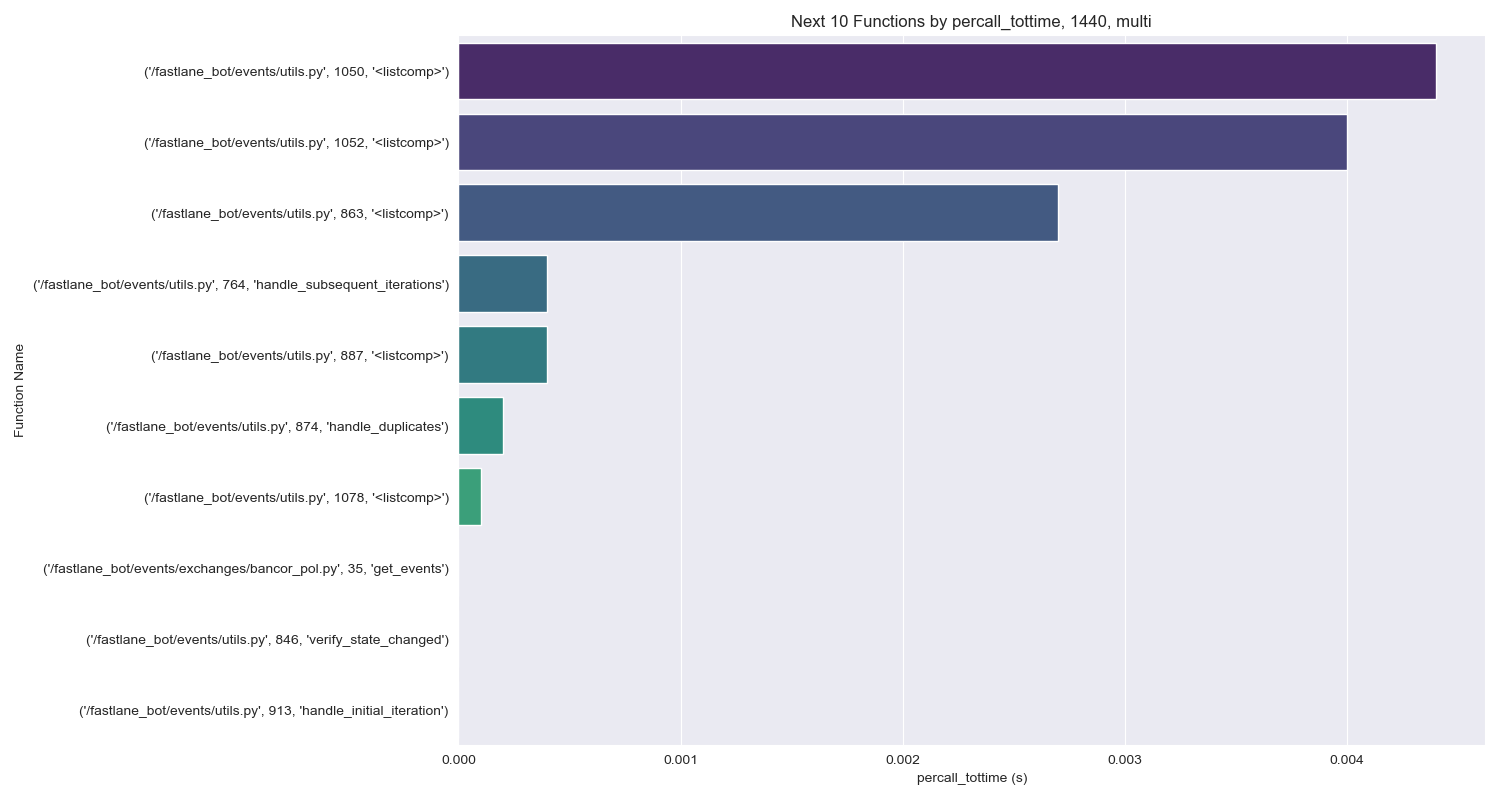 Next 10 Functions by percall_tottime, 1440, multi
('/fastlane_bot/events/utils.py', 1050, '<listcomp>')
('/fastlane_bot/events/utils.py', 1052, '<listcomp>')
('/fastlane_bot/events/utils.py', 863, '<listcomp>')
('/fastlane_bot/events/utils.py', 764, 'handle_subsequent_iterations')
('/fastlane_bot/events/utils.py', 887, '<listcomp>')
('/fastlane_bot/events/utils.py', 874, 'handle_duplicates')
('/fastlane_bot/events/utils.py', 1078, '<listcomp>')
('/fastlane_bot/events/exchanges/bancor_pol.py', 35, 'get_events')
('/fastlane_bot/events/utils.py', 846, 'verify_state_changed')
('/fastlane_bot/events/utils.py', 913, 'handle_initial_iteration')
Function Name
0.000 0.001 0.002 0.003 0.004
percall_tottime (s)